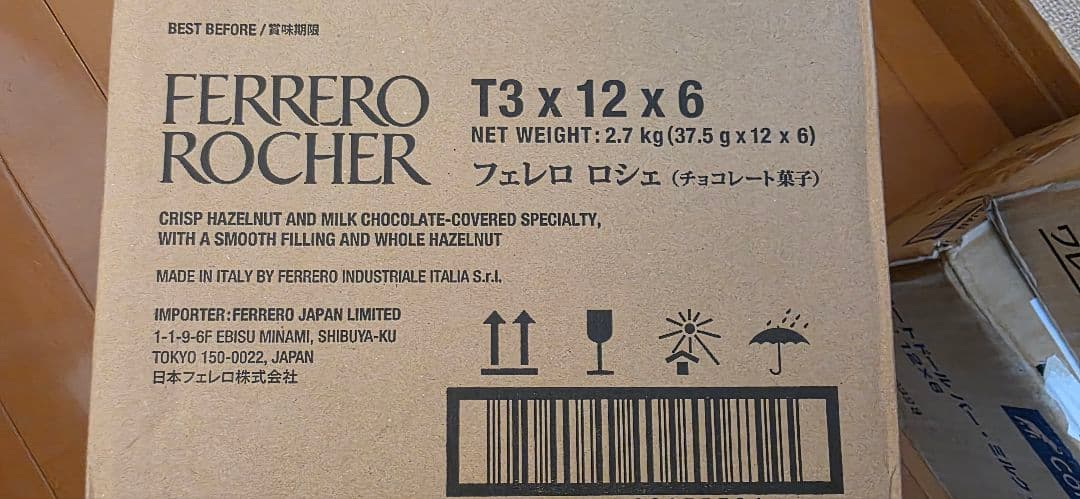 BEST BEFORE / 賞味期限
FERRERO
ROCHER
T3 x 12 x 6
NET WEIGHT: 2.7 kg (37.5 g x 12 x 6)
フェレロ ロシェ (チョコレート菓子)
CRISP HAZELNUT AND MILK CHOCOLATE-COVERED SPECIALTY,
WITH A SMOOTH FILLING AND WHOLE HAZELNUT
MADE IN ITALY BY FERRERO INDUSTRIALE ITALIA S.r.l.
IMPORTER: FERRERO JAPAN LIMITED
1-1-9-6F EBISU MINAMI, SHIBUYA-KU
TOKYO 150-0022, JAPAN
日本フェレロ株式会社